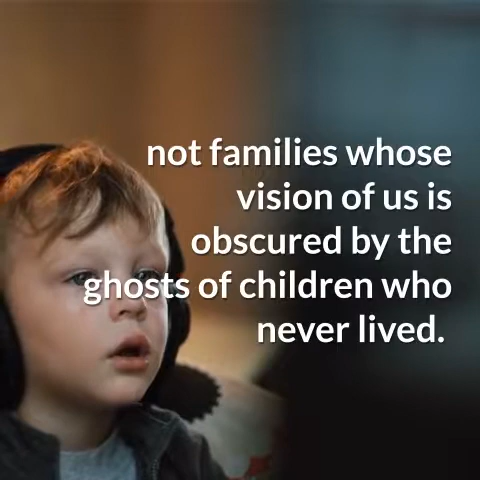 not families whose
vision of us is
obscured by the
ghosts of children who
never lived.